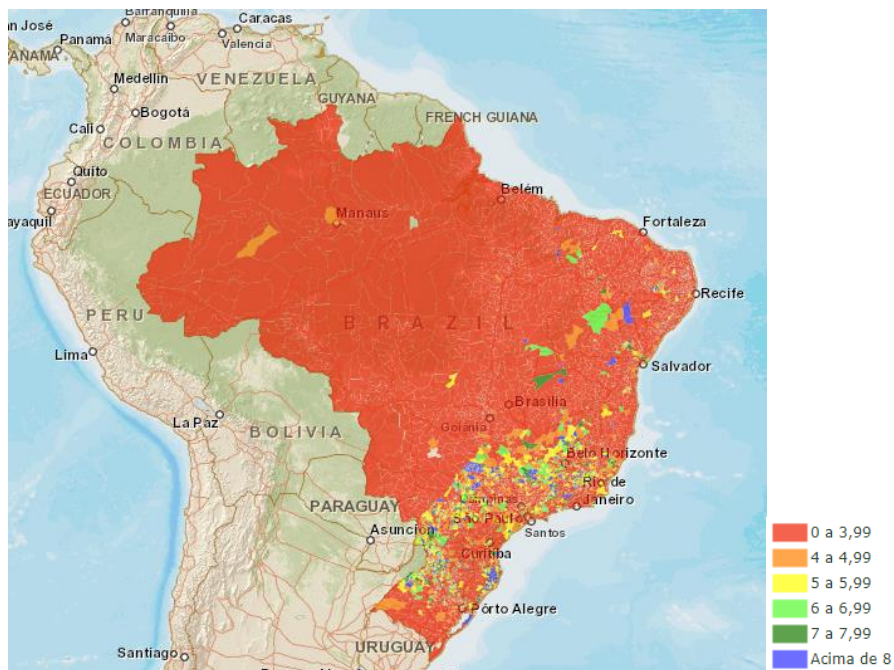 Barranquilla
Caracas
an José
Maracaibo
Valencia
Panamá
PANAMÁ
Medellín
VENEZUELA
GUYANA
Bogotá
FRENCH GUIANA
Cali
COLOMBIA
Quito
ECUADOR
Belém
ayaquil
Manaus
Fortaleza
PERU
BRAZIL
Recife
Lima
Salvador
La Paz
Brasília
Goiânia
BOLIVIA
Belo Horizonte
Rio de
Janeiro
Campinas
São Paulo
PARAGUAY
Santos
Asunción
Curitiba
Pôrto Alegre
URUGUAY
Santiago
0 a 3,99
4 a 4,99
5 a 5,99
6 a 6,99
7 a 7,99
Acima de 8